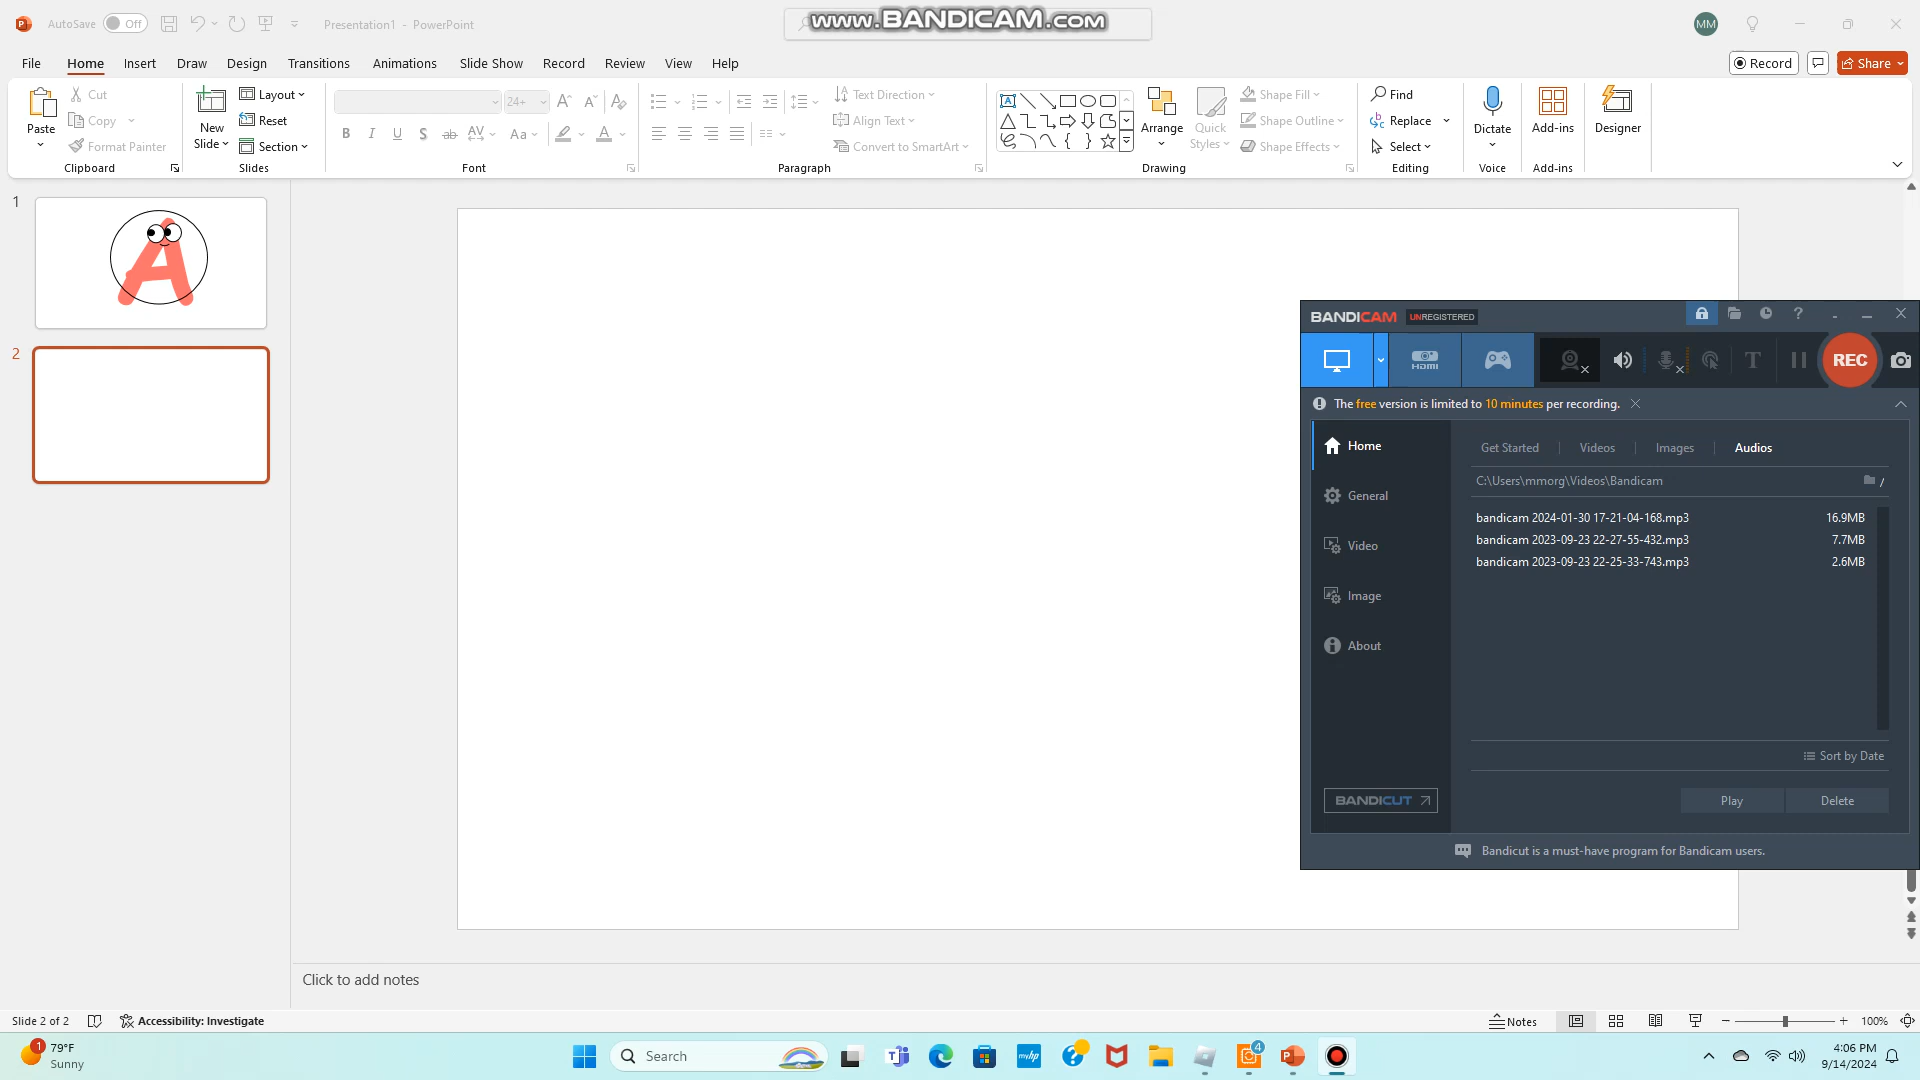 AutoSave Off
Presentation1 - PowerPoint
www.BANDICAM.com
MM
File Home Insert Draw Design Transitions Animations Slide Show Record Review View Help
Record
Share
Paste
Cut
Copy
Format Painter
Clipboard
New
Slide
Layout
Reset
Section
Slides
24+
B I U S ab AV Aa A
Font
Text Direction
Align Text
Convert to SmartArt
Paragraph
Arrange
Quick
Styles
Shape Fill
Shape Outline
Shape Effects
Drawing
Find
Replace
Select
Editing
Dictate
Voice
Add-ins
Add-ins
Designer
1
A
2
BANDICAM UNREGISTERED
HDMI
T
REC
The free version is limited to 10 minutes per recording.
Home
General
Video
Image
About
BANDICUT
Get Started Videos Images Audios
C:\Users\mmorg\Videos\Bandicam
bandicam 2024-01-30 17-21-04-168.mp3 16.9MB
bandicam 2023-09-23 22-27-55-432.mp3 7.7MB
bandicam 2023-09-23 22-25-33-743.mp3 2.6MB
Sort by Date
Play Delete
Bandicut is a must-have program for Bandicam users.
Click to add notes
Slide 2 of 2 Accessibility: Investigate
Notes
100%
1
79°F
Sunny
Search
myhp
4
4:06 PM
9/14/2024